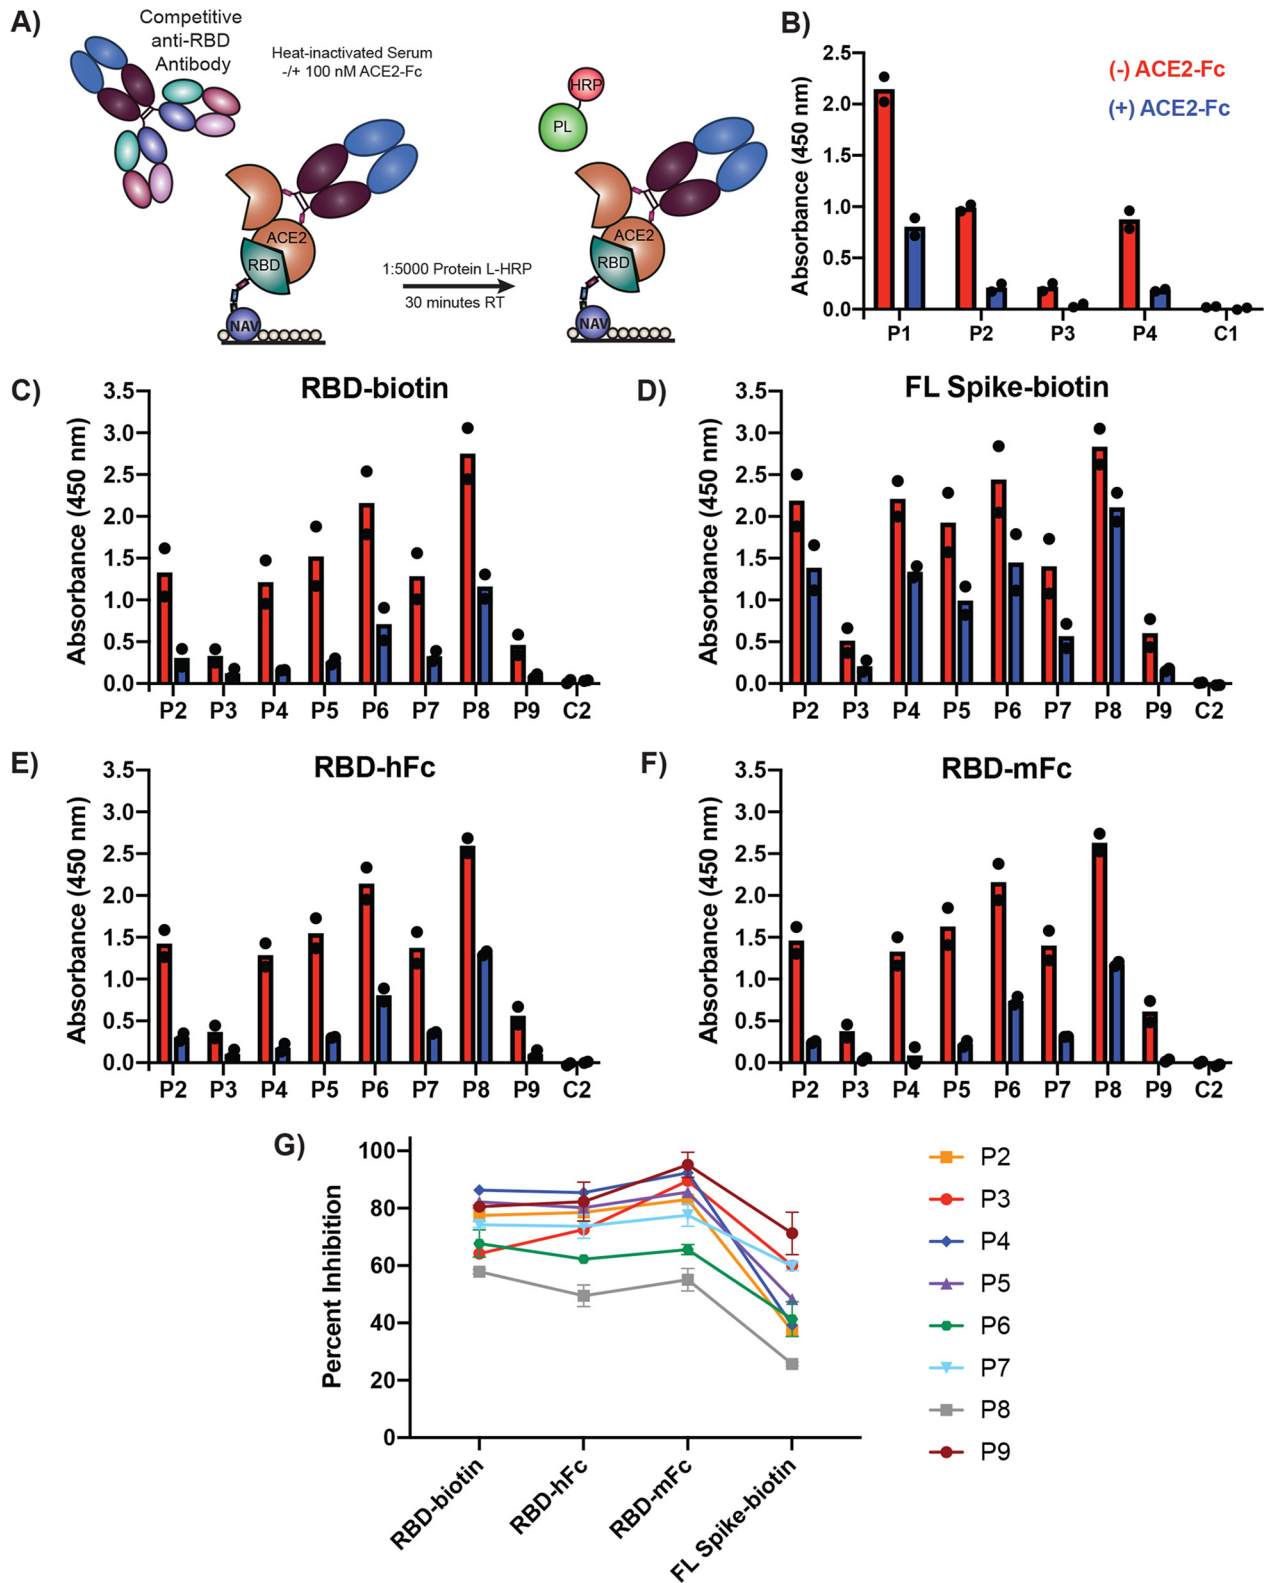 A)
Competitive
anti-RBD
Antibody
Heat-inactivated Serum
-/+ 100 nM ACE2-Fc
ACE2
RBD
NAV
1:5000 Protein L-HRP
30 minutes RT
HRP
PL
ACE2
RBD
NAV
B)
Absorbance (450 nm)
2.5
2.0
1.5
1.0
0.5
0.0
(-) ACE2-Fc
(+) ACE2-Fc
P1 P2 P3 P4 C1
C)
RBD-biotin
Absorbance (450 nm)
3.5
3.0
2.5
2.0
1.5
1.0
0.5
0.0
P2 P3 P4 P5 P6 P7 P8 P9 C2
D)
FL Spike-biotin
Absorbance (450 nm)
3.5
3.0
2.5
2.0
1.5
1.0
0.5
0.0
P2 P3 P4 P5 P6 P7 P8 P9 C2
E)
RBD-hFc
Absorbance (450 nm)
3.5
3.0
2.5
2.0
1.5
1.0
0.5
0.0
P2 P3 P4 P5 P6 P7 P8 P9 C2
F)
RBD-mFc
Absorbance (450 nm)
3.5
3.0
2.5
2.0
1.5
1.0
0.5
0.0
P2 P3 P4 P5 P6 P7 P8 P9 C2
G)
Percent Inhibition
100
80
60
40
20
0
RBD-biotin
RBD-hFc
RBD-mFc
FL Spike-biotin
P2
P3
P4
P5
P6
P7
P8
P9